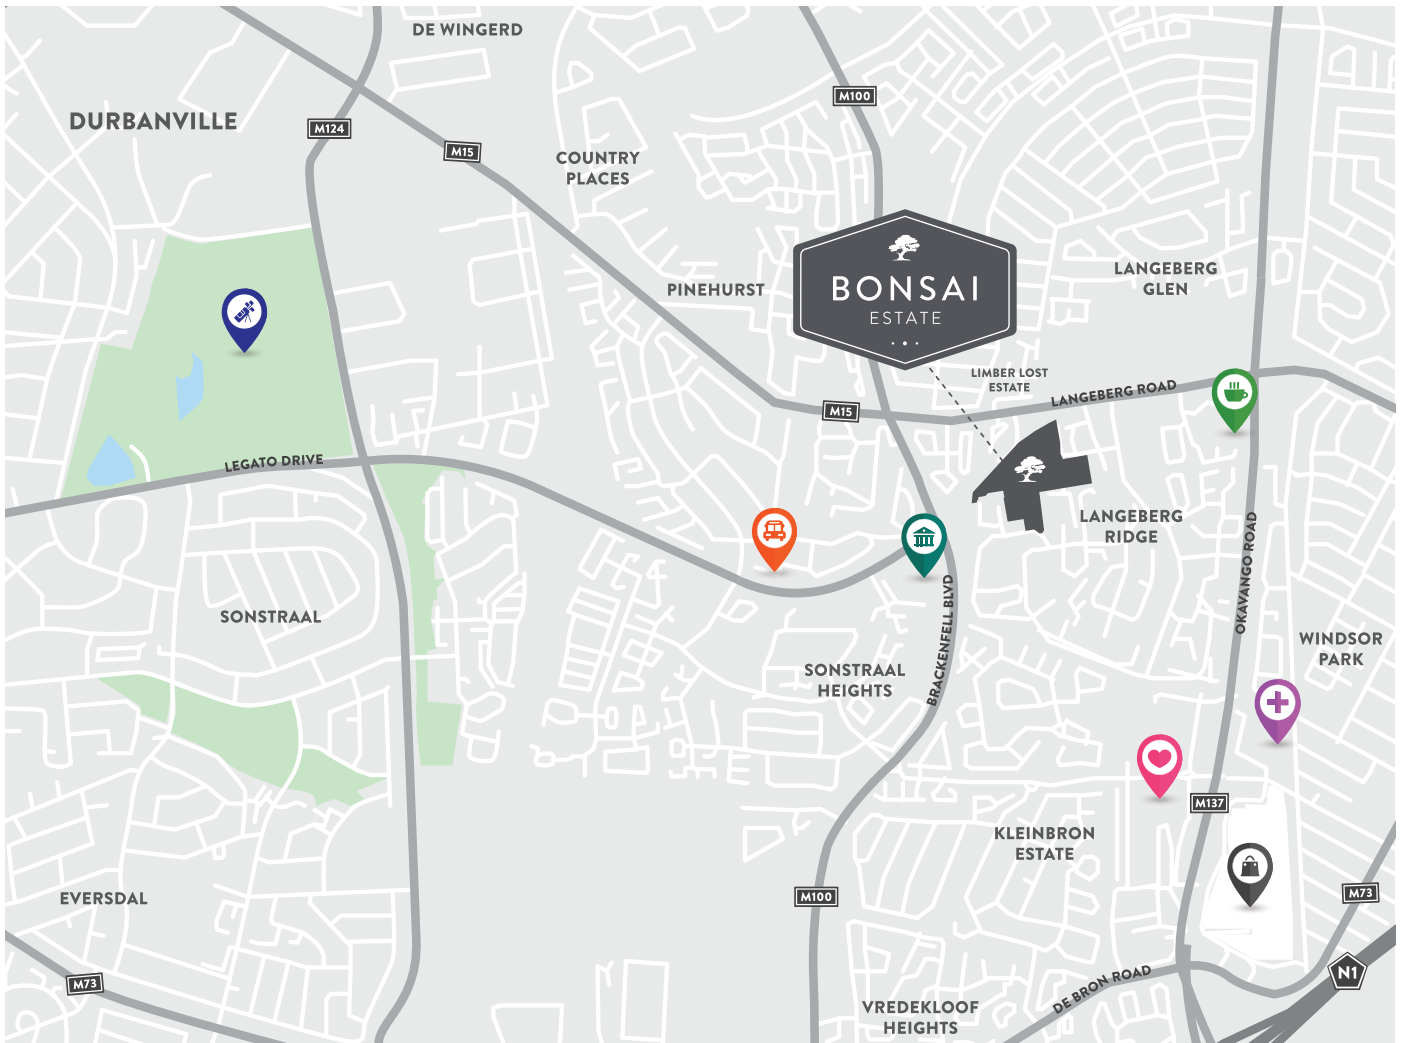 DE WINGERD
M100
DURBANVILLE
M124
M15
COUNTRY
PLACES
BONSAI
ESTATE
LANGEBERG
GLEN
PINEHURST
LIMBER LOST
ESTATE
LANGEBERG ROAD
M15
LEGATO DRIVE
LANGEBERG
RIDGE
OKAVANGO ROAD
BRACKENFELL BLVD
SONSTRAAL
WINDSOR
PARK
SONSTRAAL
HEIGHTS
M137
KLEINBRON
ESTATE
EVERSDAL
M100
M73
M73
N1
DE BRON ROAD
VREDEKLOOF
HEIGHTS